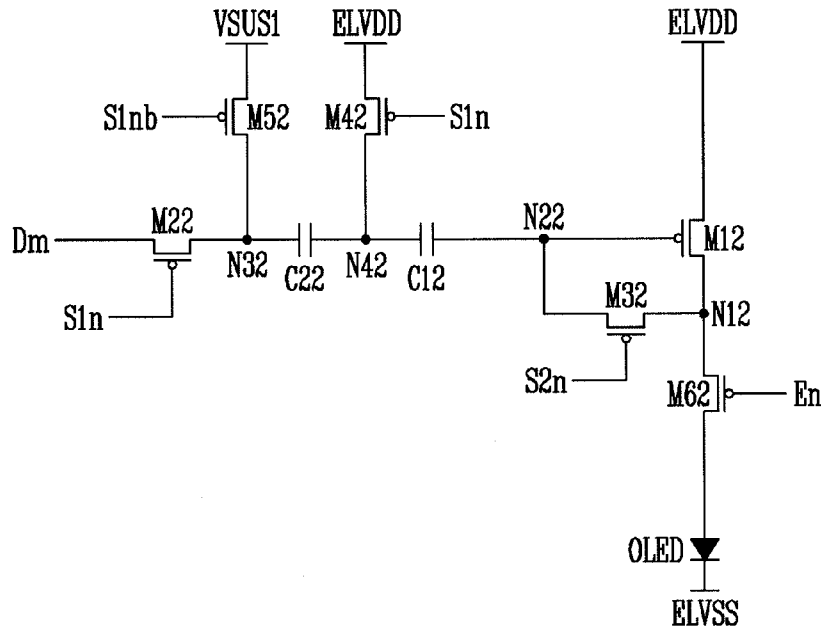 VSUS1
ELVDD
ELVDD
S1nb
M52
M42
S1n
M22
N22
Dm
M12
N32
C22
N42
C12
M32
N12
S1n
S2n
M62
En
OLED
ELVSS